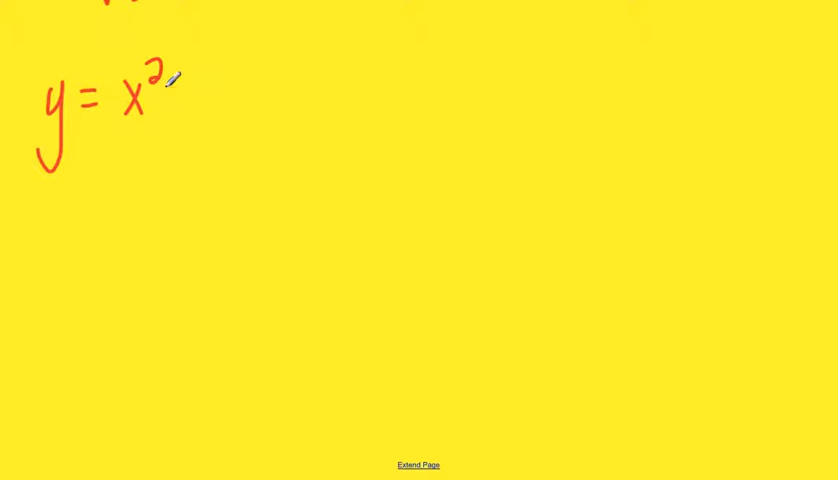 y = x²
Extend Page